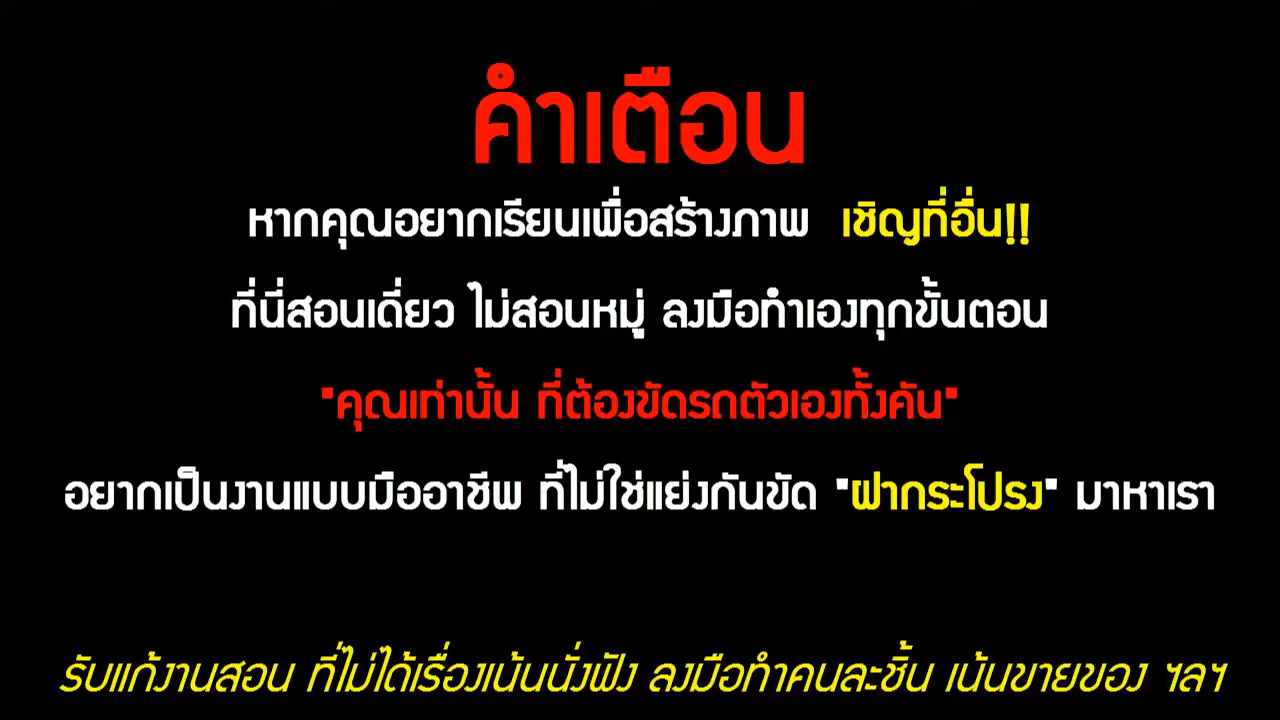 คำเตือน
หากคุณอยากเรียนเพื่อสร้างภาพ เชิญที่อื่น!!
ที่นี่สอนเดี่ยว ไม่สอนหมู่ ลงมือทำเองทุกขั้นตอน
"คุณเท่านั้น ที่ต้องขัดรถตัวเองทั้งคัน"
อยากเป็นงานแบบมืออาชีพ ที่ไม่ใช่แย่งกันขัด "ฝากระโปรง" มาหาเรา
รับแก้งานสอน ที่ไม่ได้เรื่องเน้นนั่งฟัง ลงมือทำคนละชิ้น เน้นขายของ ฯลฯ